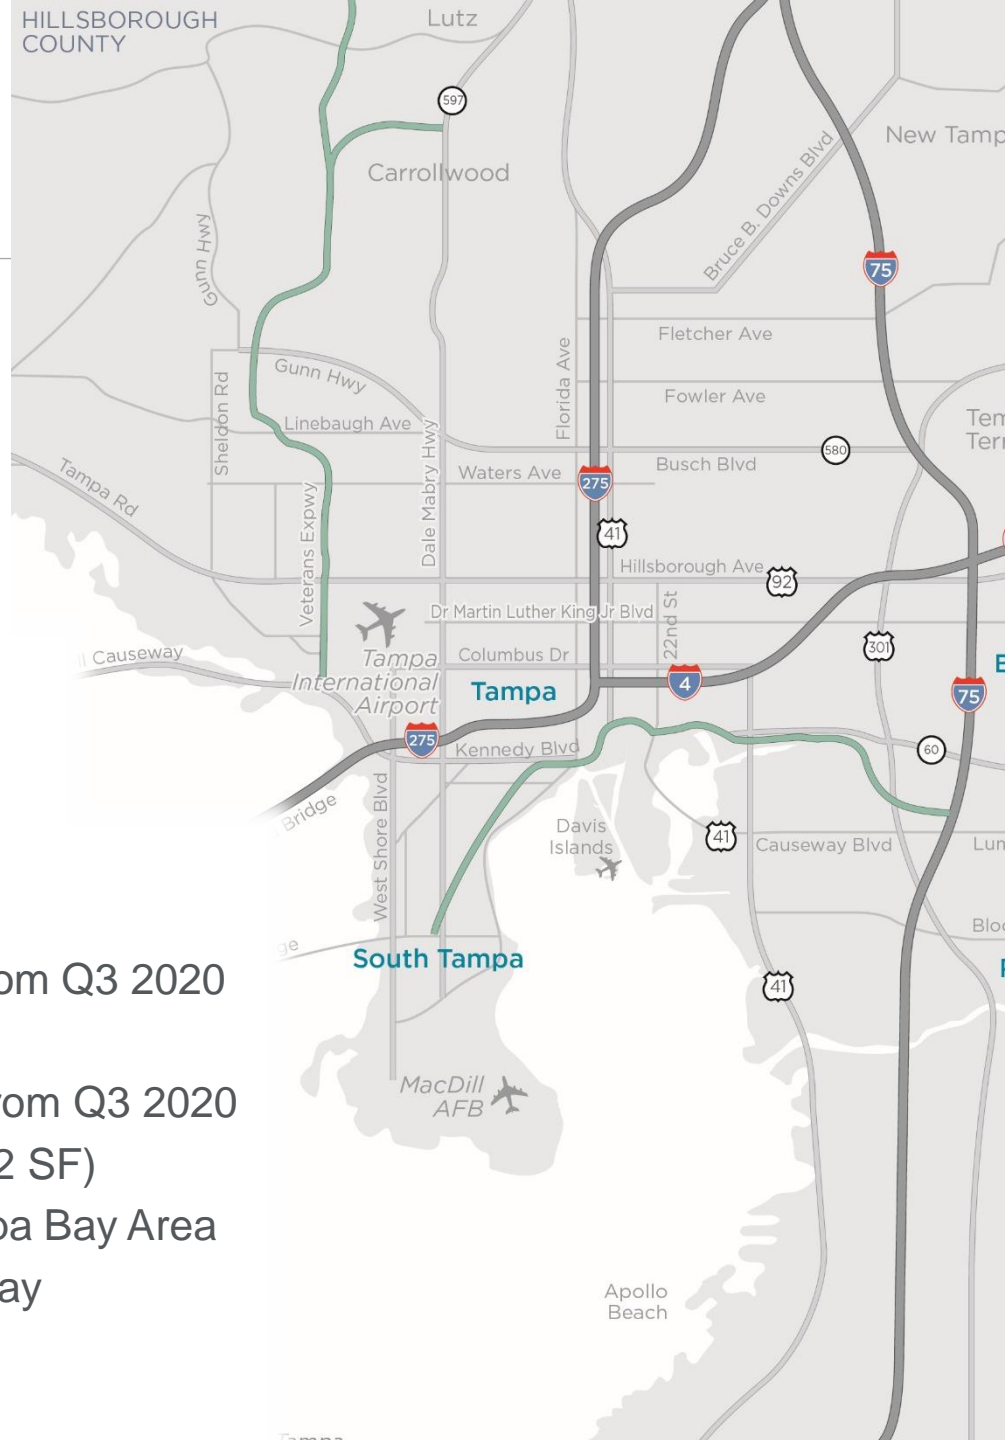 HILLSBOROUGH
COUNTY
Lutz
597
New Tamp
Carrollwood
Bruce B. Downs Blvd
Gunn Hwy
75
Fletcher Ave
Florida Ave
Gunn Hwy
Fowler Ave
Sheldon Rd
Linebaugh Ave
Dale Mabry Hwy
580
Busch Blvd
Waters Ave
Tampa Rd
275
Veterans Expwy
41
Hillsborough Ave
92
Dr Martin Luther King Jr Blvd
22nd St
301
Causeway
Columbus Dr
Tampa
International
Airport
Tampa
4
75
275
Kennedy Blvd
60
West Shore Blvd
Bridge
Davis
Islands
41
Causeway Blvd
South Tampa
om Q3 2020
41
MacDill
AFB
rom Q3 2020
2 SF)
pa Bay Area
ay
Apollo
Beach